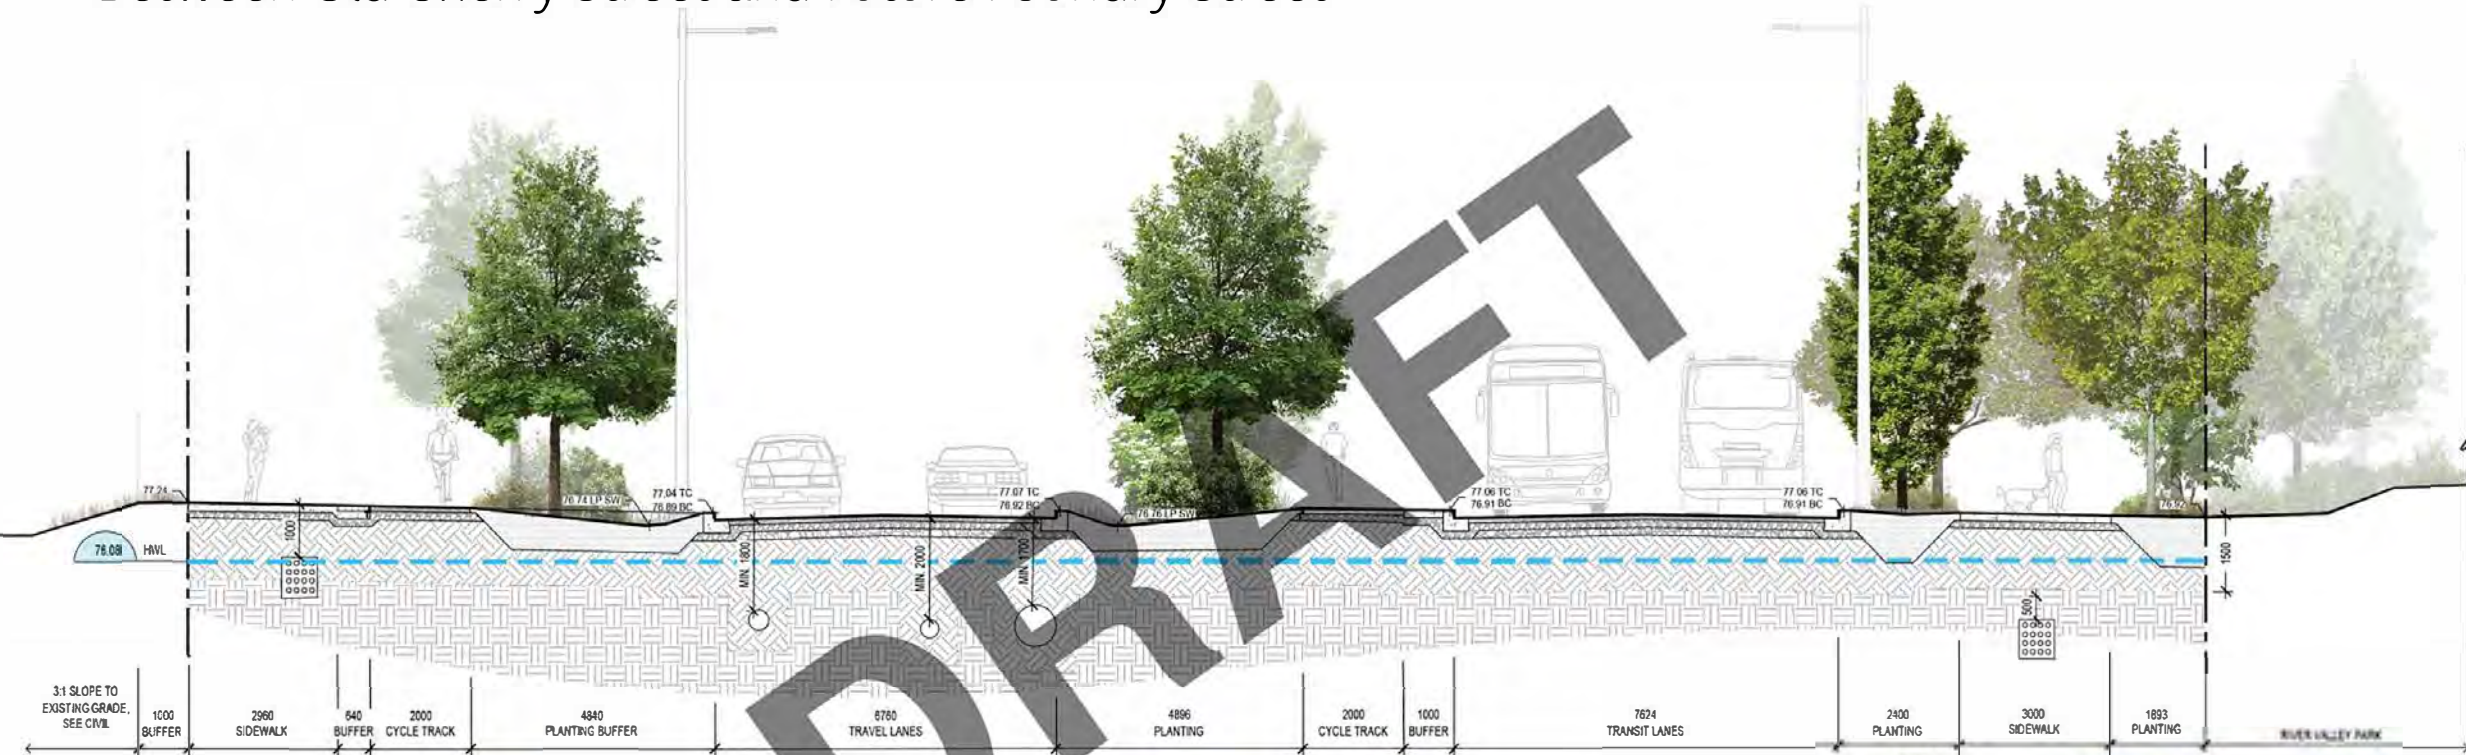 77.24
76.74 LP SW
77.04 TC
76.89 BC
77.07 TC
76.92 BC
76.76 LP SW
77.06 TC
76.91 BC
77.06 TC
76.91 BC
76.92
76.08
HWL
1000
MIN. 1800
MIN. 2000
MIN. 1700
1500
500
DRAFT
3:1 SLOPE TO
EXISTING GRADE,
SEE CIVIL
1000
BUFFER
2960
SIDEWALK
640
BUFFER
2000
CYCLE TRACK
4840
PLANTING BUFFER
6760
TRAVEL LANES
4896
PLANTING
2000
CYCLE TRACK
1000
BUFFER
7624
TRANSIT LANES
2400
PLANTING
3000
SIDEWALK
1893
PLANTING
RIVER VALLEY PARK